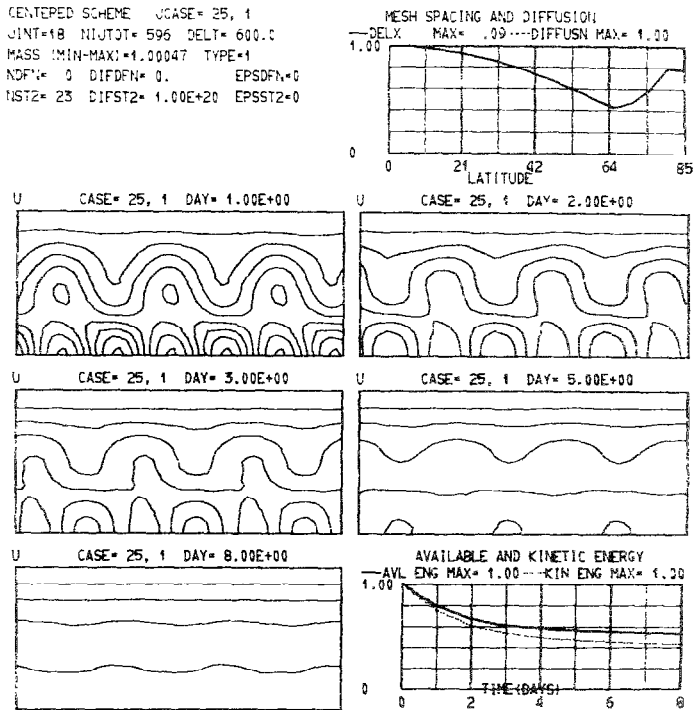 CENTEPED SCHEME JCASE= 25, 1
JINT=18 NIJTOT= 596 DELT= 600.0
MASS (MIN-MAX)=1.00047 TYPE=1
NDFN= 0 DIFDFN= 0. EPSDFN=0
NST2= 23 DIFST2= 1.00E+20 EPSST2=0
MESH SPACING AND DIFFUSION
—DELX MAX= .09---DIFFUSN MAX= 1.00
1.00
0
0 21 42 64 85
LATITUDE
U CASE= 25, 1 DAY= 1.00E+00
U CASE= 25, 1 DAY= 2.00E+00
U CASE= 25, 1 DAY= 3.00E+00
U CASE= 25, 1 DAY= 5.00E+00
U CASE= 25, 1 DAY= 8.00E+00
AVAILABLE AND KINETIC ENERGY
—AVL ENG MAX= 1.00---KIN ENG MAX= 1.00
1.00
0
TIME(DAYS)
0 2 4 6 8